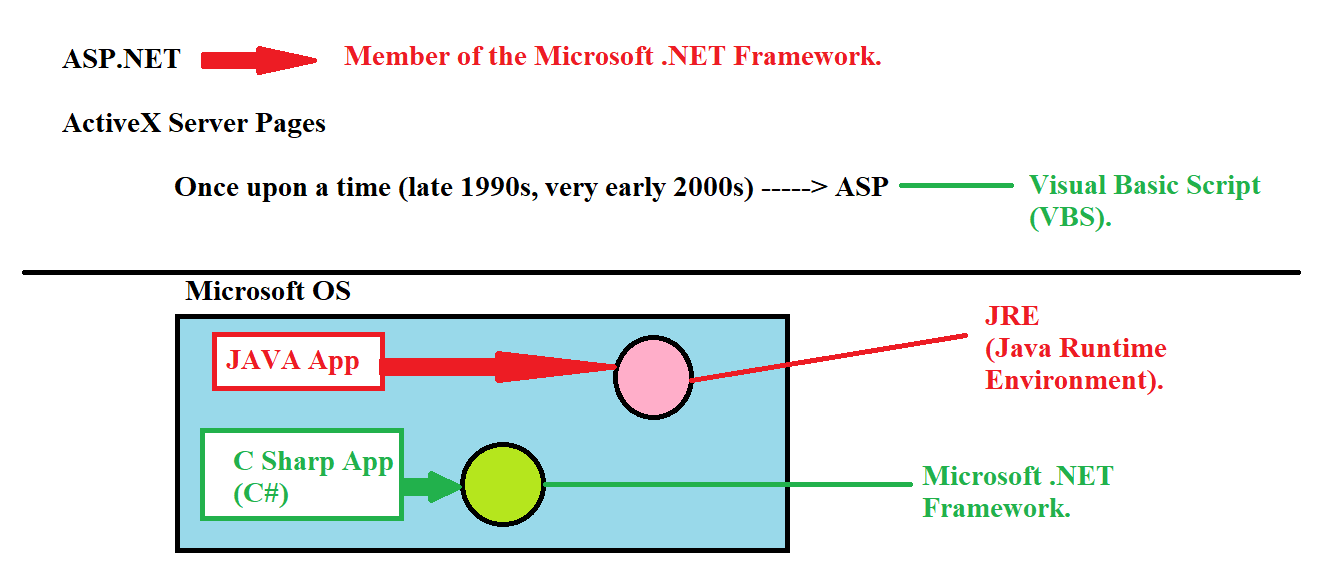 ASP.NET
Member of the Microsoft .NET Framework.
ActiveX Server Pages
Once upon a time (late 1990s, very early 2000s) -----> ASP
Visual Basic Script
(VBS).
Microsoft OS
JAVA App
JRE
(Java Runtime
Environment).
C Sharp App
(C#)
Microsoft .NET
Framework.